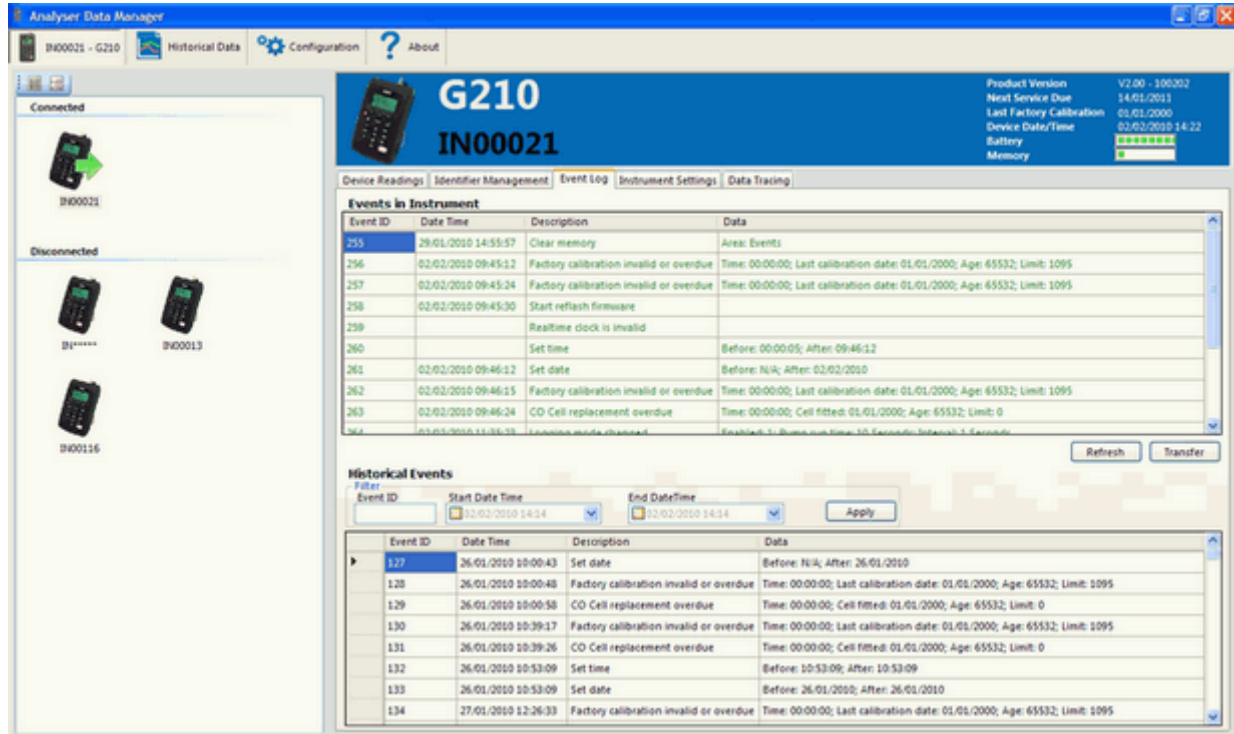 Analyser Data Manager
IN00021 - G210 Historical Data Configuration ? About
Connected
IN00021
Disconnected
IN***** IN00013
IN00116
G210
IN00021
Product Version V2.00 - 100202
Next Service Due 14/01/2011
Last Factory Calibration 01/01/2000
Device Date/Time 02/02/2010 14:22
Battery
Memory
Device Readings Identifier Management Event Log Instrument Settings Data Tracing
Events in Instrument
Event ID Date Time Description Data
255 29/01/2010 14:55:57 Clear memory Area: Events
256 02/02/2010 09:45:12 Factory calibration invalid or overdue Time: 00:00:00; Last calibration date: 01/01/2000; Age: 65532; Limit: 1095
257 02/02/2010 09:45:24 Factory calibration invalid or overdue Time: 00:00:00; Last calibration date: 01/01/2000; Age: 65532; Limit: 1095
258 02/02/2010 09:45:30 Start reflash firmware
259 Realtime clock is invalid
260 Set time Before: 00:00:05; After: 09:46:12
261 02/02/2010 09:46:12 Set date Before: N/A; After: 02/02/2010
262 02/02/2010 09:46:15 Factory calibration invalid or overdue Time: 00:00:00; Last calibration date: 01/01/2000; Age: 65532; Limit: 1095
263 02/02/2010 09:46:24 CO Cell replacement overdue Time: 00:00:00; Cell fitted: 01/01/2000; Age: 65532; Limit: 0
264 02/02/2010 11:35:23 Logging mode changed Enabled: 1; Pump run time: 10 Seconds; Interval: 1 Seconds
Refresh Transfer
Historical Events
Filter
Event ID Start Date Time End DateTime
02/02/2010 14:14 02/02/2010 14:14 Apply
Event ID Date Time Description Data
127 26/01/2010 10:00:43 Set date Before: N/A; After: 26/01/2010
128 26/01/2010 10:00:48 Factory calibration invalid or overdue Time: 00:00:00; Last calibration date: 01/01/2000; Age: 65532; Limit: 1095
129 26/01/2010 10:00:58 CO Cell replacement overdue Time: 00:00:00; Cell fitted: 01/01/2000; Age: 65532; Limit: 0
130 26/01/2010 10:39:17 Factory calibration invalid or overdue Time: 00:00:00; Last calibration date: 01/01/2000; Age: 65532; Limit: 1095
131 26/01/2010 10:39:26 CO Cell replacement overdue Time: 00:00:00; Cell fitted: 01/01/2000; Age: 65532; Limit: 0
132 26/01/2010 10:53:09 Set time Before: 10:53:09; After: 10:53:09
133 26/01/2010 10:53:09 Set date Before: 26/01/2010; After: 26/01/2010
134 27/01/2010 12:26:33 Factory calibration invalid or overdue Time: 00:00:00; Last calibration date: 01/01/2000; Age: 65532; Limit: 1095